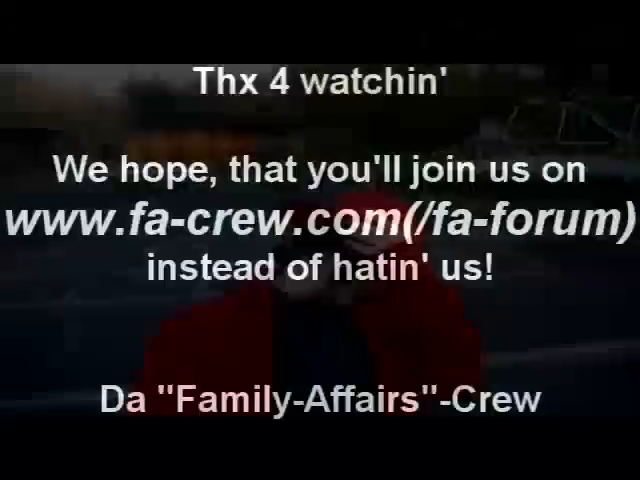 Thx 4 watchin'
We hope, that you'll join us on
www.fa-crew.com(/fa-forum)
instead of hatin' us!
Da "Family-Affairs"-Crew